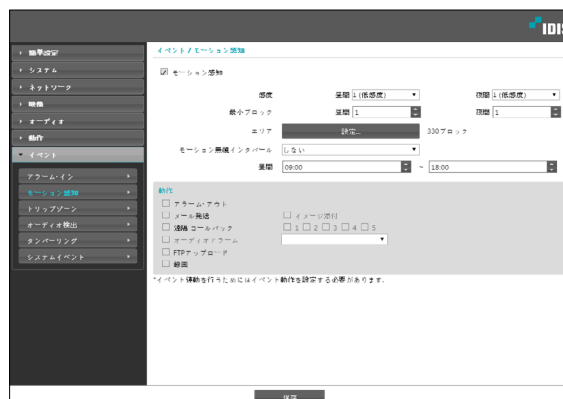 IDIS
簡単設定
システム
ネットワーク
映像
オーディオ
動作
イベント
アラーム・イン
モーション感知
トリップゾーン
オーディオ検出
タンパーリング
システムイベント
イベント / モーション感知
モーション感知
感度 昼間 1 (低感度) 夜間 1 (低感度)
最小ブロック 昼間 1 夜間 1
エリア 設定... 330ブロック
モーション無視インタバール しない
昼間 09:00 ~ 18:00
動作
アラーム・アウト
メール発送 イメージ添付
遠隔 コールバック 1 2 3 4 5
オーディオアラーム
FTPアップロード
録画
*イベント連動を行うためにはイベント動作を設定する必要があります.
保存